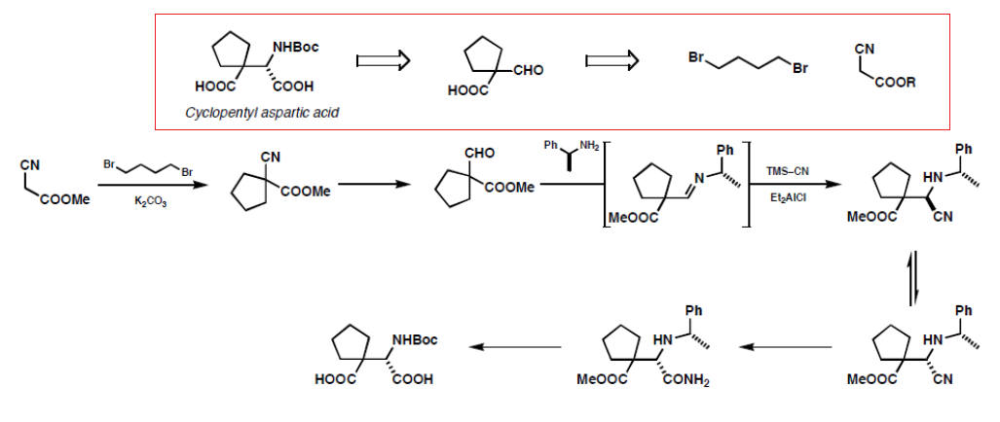 NHBoc
HOOC
COOH
Cyclopentyl aspartic acid
CHO
HOOC
Br
Br
CN
COOR
CN
COOMe
Br
Br
K2CO3
CN
COOMe
CHO
COOMe
Ph
NH2
Ph
N
MeOOC
TMS–CN
Et2AlCl
Ph
HN
MeOOC
CN
Ph
HN
MeOOC
CN
Ph
HN
MeOOC
CONH2
NHBoc
HOOC
COOH